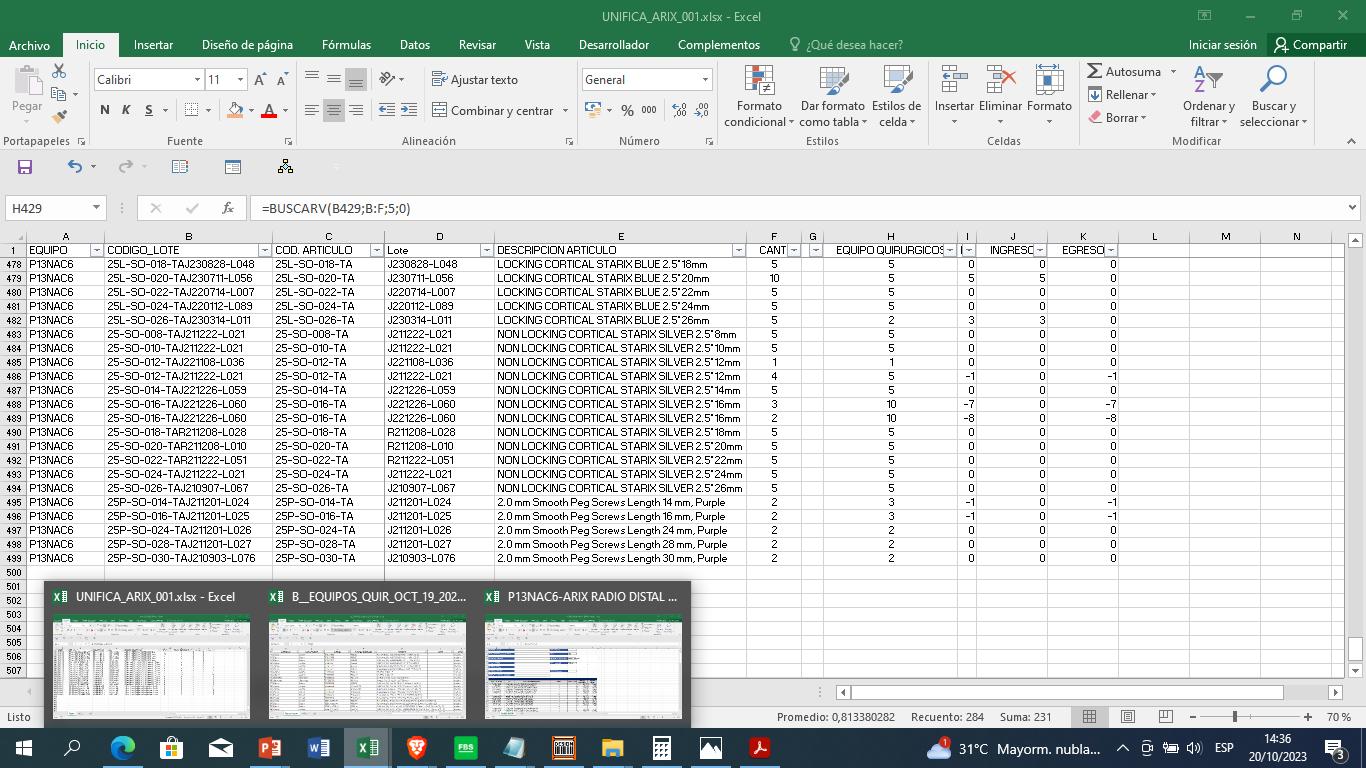 UNIFICA_ARIX_001.xlsx - Excel
Archivo Inicio Insertar Diseño de página Fórmulas Datos Revisar Vista Desarrollador Complementos ¿Qué desea hacer? Iniciar sesión Compartir
Pegar Calibri 11 Ajustar texto General Formato condicional Dar formato como tabla Estilos de celda Insertar Eliminar Formato Autosuma Rellenar Borrar Ordenar y filtrar Buscar y seleccionar
N K S Combinar y centrar % 000
Portapapeles Fuente Alineación Número Estilos Celdas Modificar
H429 fx =BUSCARV(B429;B:F;5;0)
A B C D E F G H I J K L M N
1 EQUIPO CODIGO_LOTE COD. ARTICULO Lote DESCRIPCION ARTICULO CANT EQUIPO QUIRURGICOS INGRESO EGRESO
478 P13NAC6 25L-SO-018-TAJ230828-L048 25L-SO-018-TA J230828-L048 LOCKING CORTICAL STARIX BLUE 2.5*18mm 5 5 0 0 0
479 P13NAC6 25L-SO-020-TAJ230711-L056 25L-SO-020-TA J230711-L056 LOCKING CORTICAL STARIX BLUE 2.5*20mm 10 5 5 5 0
480 P13NAC6 25L-SO-022-TAJ220714-L007 25L-SO-022-TA J220714-L007 LOCKING CORTICAL STARIX BLUE 2.5*22mm 5 5 0 0 0
481 P13NAC6 25L-SO-024-TAJ220112-L089 25L-SO-024-TA J220112-L089 LOCKING CORTICAL STARIX BLUE 2.5*24mm 5 5 0 0 0
482 P13NAC6 25L-SO-026-TAJ230314-L011 25L-SO-026-TA J230314-L011 LOCKING CORTICAL STARIX BLUE 2.5*26mm 5 2 3 3 0
483 P13NAC6 25-SO-008-TAJ211222-L021 25-SO-008-TA J211222-L021 NON LOCKING CORTICAL STARIX SILVER 2.5*8mm 5 5 0 0 0
484 P13NAC6 25-SO-010-TAJ211222-L021 25-SO-010-TA J211222-L021 NON LOCKING CORTICAL STARIX SILVER 2.5*10mm 5 5 0 0 0
485 P13NAC6 25-SO-012-TAJ221108-L036 25-SO-012-TA J221108-L036 NON LOCKING CORTICAL STARIX SILVER 2.5*12mm 1 1 0 0 0
486 P13NAC6 25-SO-012-TAJ211222-L021 25-SO-012-TA J211222-L021 NON LOCKING CORTICAL STARIX SILVER 2.5*12mm 4 5 -1 0 -1
487 P13NAC6 25-SO-014-TAJ221226-L059 25-SO-014-TA J221226-L059 NON LOCKING CORTICAL STARIX SILVER 2.5*14mm 5 5 0 0 0
488 P13NAC6 25-SO-016-TAJ221226-L060 25-SO-016-TA J221226-L060 NON LOCKING CORTICAL STARIX SILVER 2.5*16mm 3 10 -7 0 -7
489 P13NAC6 25-SO-016-TAJ221226-L060 25-SO-016-TA J221226-L060 NON LOCKING CORTICAL STARIX SILVER 2.5*16mm 2 10 -8 0 -8
490 P13NAC6 25-SO-018-TAR211208-L028 25-SO-018-TA R211208-L028 NON LOCKING CORTICAL STARIX SILVER 2.5*18mm 5 5 0 0 0
491 P13NAC6 25-SO-020-TAR211208-L010 25-SO-020-TA R211208-L010 NON LOCKING CORTICAL STARIX SILVER 2.5*20mm 5 5 0 0 0
492 P13NAC6 25-SO-022-TAR211222-L051 25-SO-022-TA R211222-L051 NON LOCKING CORTICAL STARIX SILVER 2.5*22mm 5 5 0 0 0
493 P13NAC6 25-SO-024-TAJ211222-L021 25-SO-024-TA J211222-L021 NON LOCKING CORTICAL STARIX SILVER 2.5*24mm 5 5 0 0 0
494 P13NAC6 25-SO-026-TAJ210907-L067 25-SO-026-TA J210907-L067 NON LOCKING CORTICAL STARIX SILVER 2.5*26mm 5 5 0 0 0
495 P13NAC6 25P-SO-014-TAJ211201-L024 25P-SO-014-TA J211201-L024 2.0 mm Smooth Peg Screws Length 14 mm, Purple 2 3 -1 0 -1
496 P13NAC6 25P-SO-016-TAJ211201-L025 25P-SO-016-TA J211201-L025 2.0 mm Smooth Peg Screws Length 16 mm, Purple 2 3 -1 0 -1
497 P13NAC6 25P-SO-024-TAJ211201-L026 25P-SO-024-TA J211201-L026 2.0 mm Smooth Peg Screws Length 24 mm, Purple 2 2 0 0 0
498 P13NAC6 25P-SO-028-TAJ211201-L027 25P-SO-028-TA J211201-L027 2.0 mm Smooth Peg Screws Length 28 mm, Purple 2 2 0 0 0
499 P13NAC6 25P-SO-030-TAJ210903-L076 25P-SO-030-TA J210903-L076 2.0 mm Smooth Peg Screws Length 30 mm, Purple 2 2 0 0 0
500
501
502 UNIFICA_ARIX_001.xlsx - Excel B__EQUIPOS_QUIR_OCT_19_202... P13NAC6-ARIX RADIO DISTAL ...
503
504
505
506
507
Listo Promedio: 0,813380282 Recuento: 284 Suma: 231 70 %
FBS 1 31°C Mayorm. nubla... ESP 14:36
20/10/2023 3